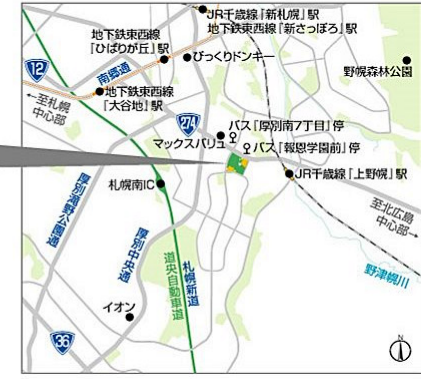 JR千歳線『新札幌』駅
地下鉄東西線『新さっぽろ』駅
地下鉄東西線
『ひばりが丘』駅
びっくりドンキー
野幌森林公園
12
南郷通
←至札幌
中心部
地下鉄東西線
『大谷地』駅
274
バス『厚別南7丁目』停
マックスバリュ
バス『報恩学園前』停
JR千歳線『上野幌』駅
札幌南IC
至北広島
中心部→
厚別滝野公園通
厚別中央通
札幌新道
道央自動車道
野津幌川
イオン
36
N